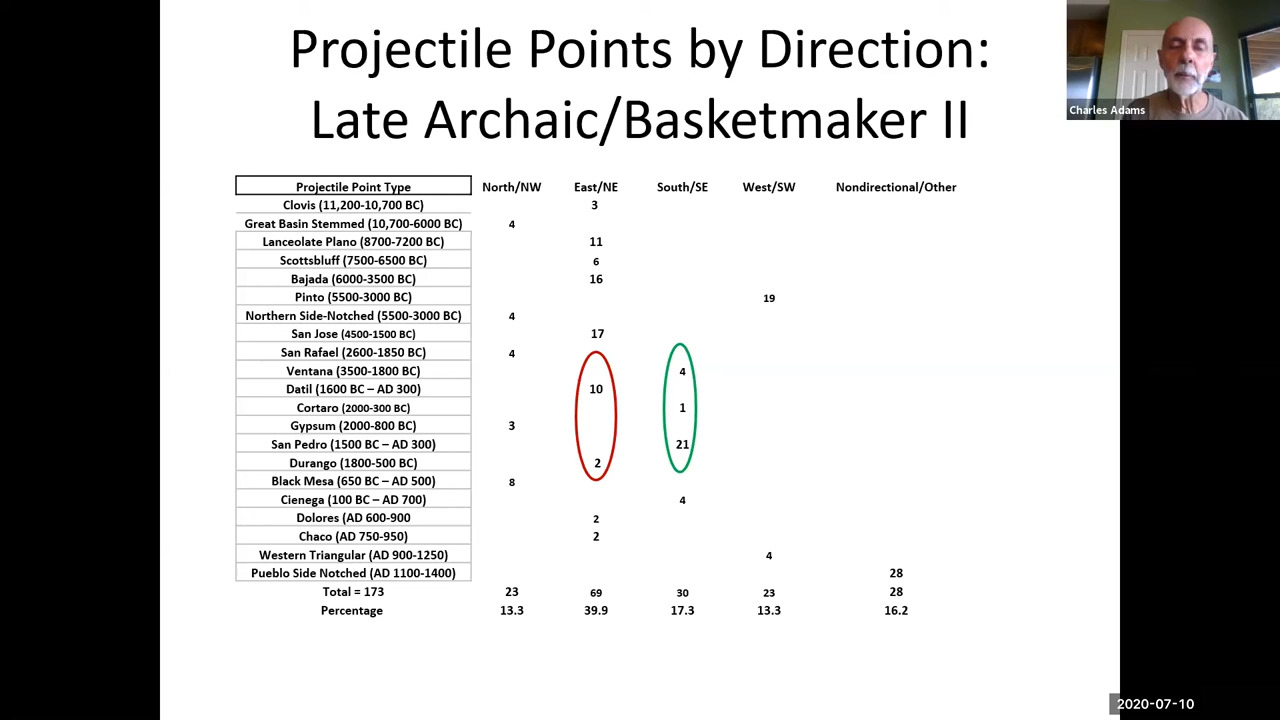 Projectile Points by Direction:
Late Archaic/Basketmaker II
Charles Adams
Projectile Point Type North/NW East/NE South/SE West/SW Nondirectional/Other
Clovis (11,200-10,700 BC) 3
Great Basin Stemmed (10,700-6000 BC) 4
Lanceolate Plano (8700-7200 BC) 11
Scottsbluff (7500-6500 BC) 6
Bajada (6000-3500 BC) 16
Pinto (5500-3000 BC) 19
Northern Side-Notched (5500-3000 BC) 4
San Jose (4500-1500 BC) 17
San Rafael (2600-1850 BC) 4
Ventana (3500-1800 BC) 4
Datil (1600 BC – AD 300) 10
Cortaro (2000-300 BC) 1
Gypsum (2000-800 BC) 3
San Pedro (1500 BC – AD 300) 21
Durango (1800-500 BC) 2
Black Mesa (650 BC – AD 500) 8
Cienega (100 BC – AD 700) 4
Dolores (AD 600-900 2
Chaco (AD 750-950) 2
Western Triangular (AD 900-1250) 4
Pueblo Side Notched (AD 1100-1400) 28
Total = 173 23 69 30 23 28
Percentage 13.3 39.9 17.3 13.3 16.2
2020-07-10